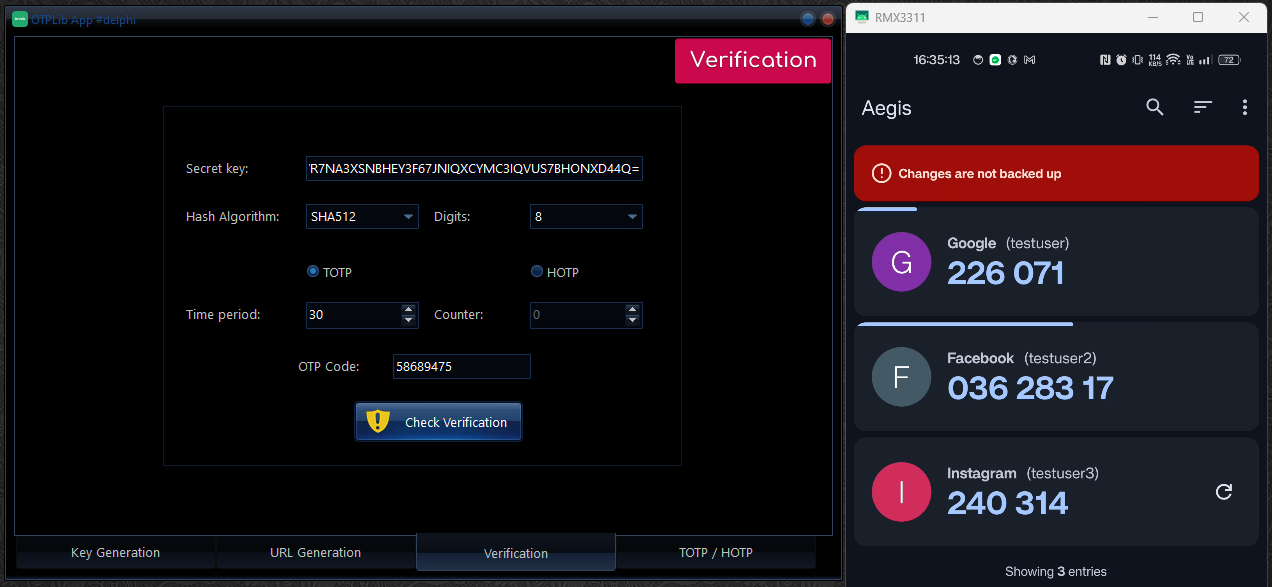 OTPLib App #delphi
Verification
Secret key:
R7NA3XSNBHEY3F67JNIQXCYMC3IQVUS7BHONXD44Q=
Hash Algorithm:
SHA512
Digits:
8
TOTP
HOTP
Time period:
30
Counter:
0
OTP Code:
58689475
Check Verification
Key Generation
URL Generation
Verification
TOTP / HOTP
RMX3311
16:35:13
114
KB/S
72
Aegis
Changes are not backed up
G
Google (testuser)
226 071
F
Facebook (testuser2)
036 283 17
I
Instagram (testuser3)
240 314
Showing 3 entries